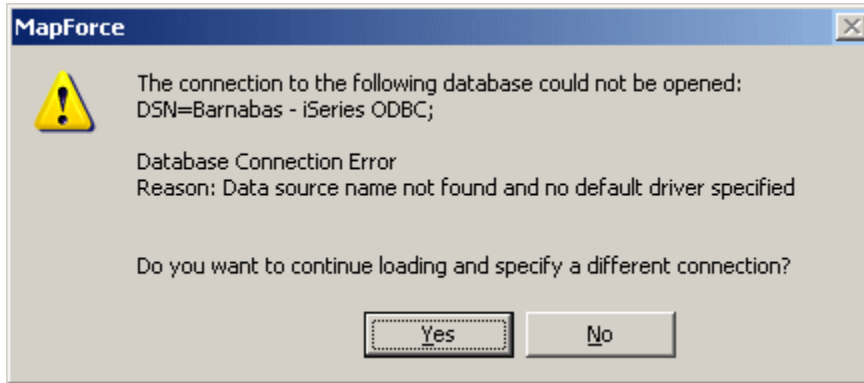 MapForce
The connection to the following database could not be opened:
DSN=Barnabas - iSeries ODBC;
Database Connection Error
Reason: Data source name not found and no default driver specified
Do you want to continue loading and specify a different connection?
Yes
No